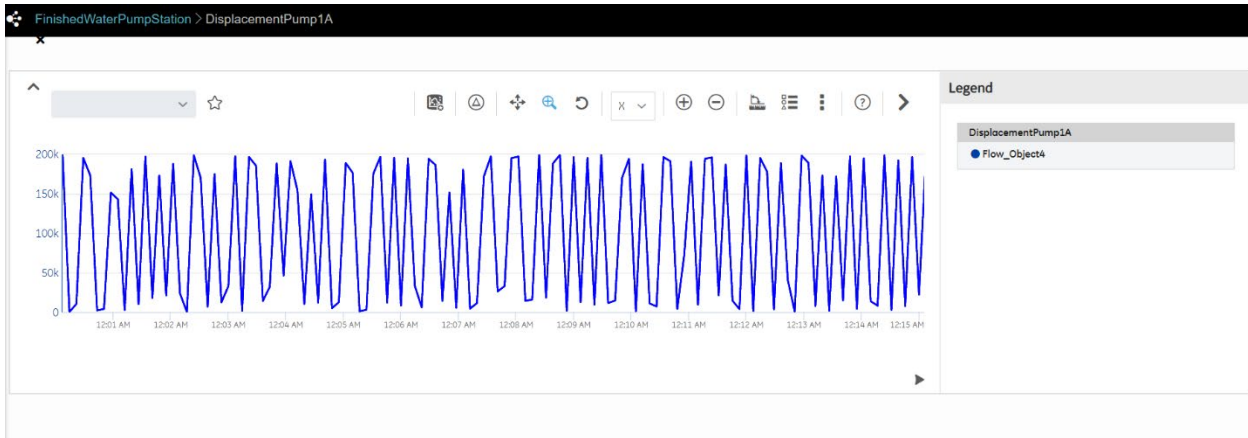 FinishedWaterPumpStation > DisplacementPump1A
x
X
?
Legend
DisplacementPump1A
Flow_Object4
200k
150k
100k
50k
0
12:01 AM 12:02 AM 12:03 AM 12:04 AM 12:05 AM 12:06 AM 12:07 AM 12:08 AM 12:09 AM 12:10 AM 12:11 AM 12:12 AM 12:13 AM 12:14 AM 12:15 AM